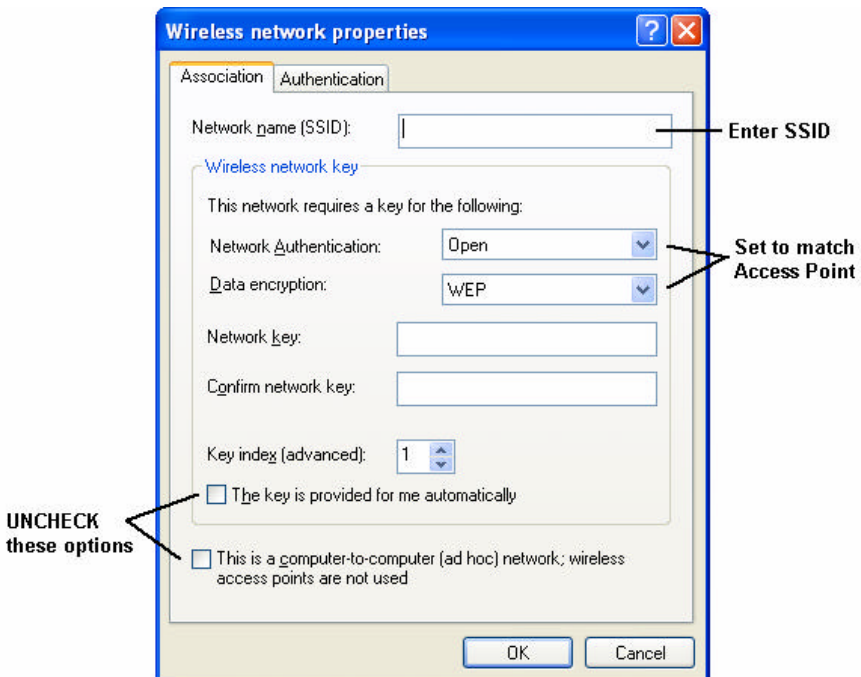 Wireless network properties
Association
Authentication
Network name (SSID):
Enter SSID
Wireless network key
This network requires a key for the following:
Network Authentication:
Open
Set to match
Access Point
Data encryption:
WEP
Network key:
Confirm network key:
Key index (advanced):
1
The key is provided for me automatically
UNCHECK
these options
This is a computer-to-computer (ad hoc) network; wireless
access points are not used
OK
Cancel